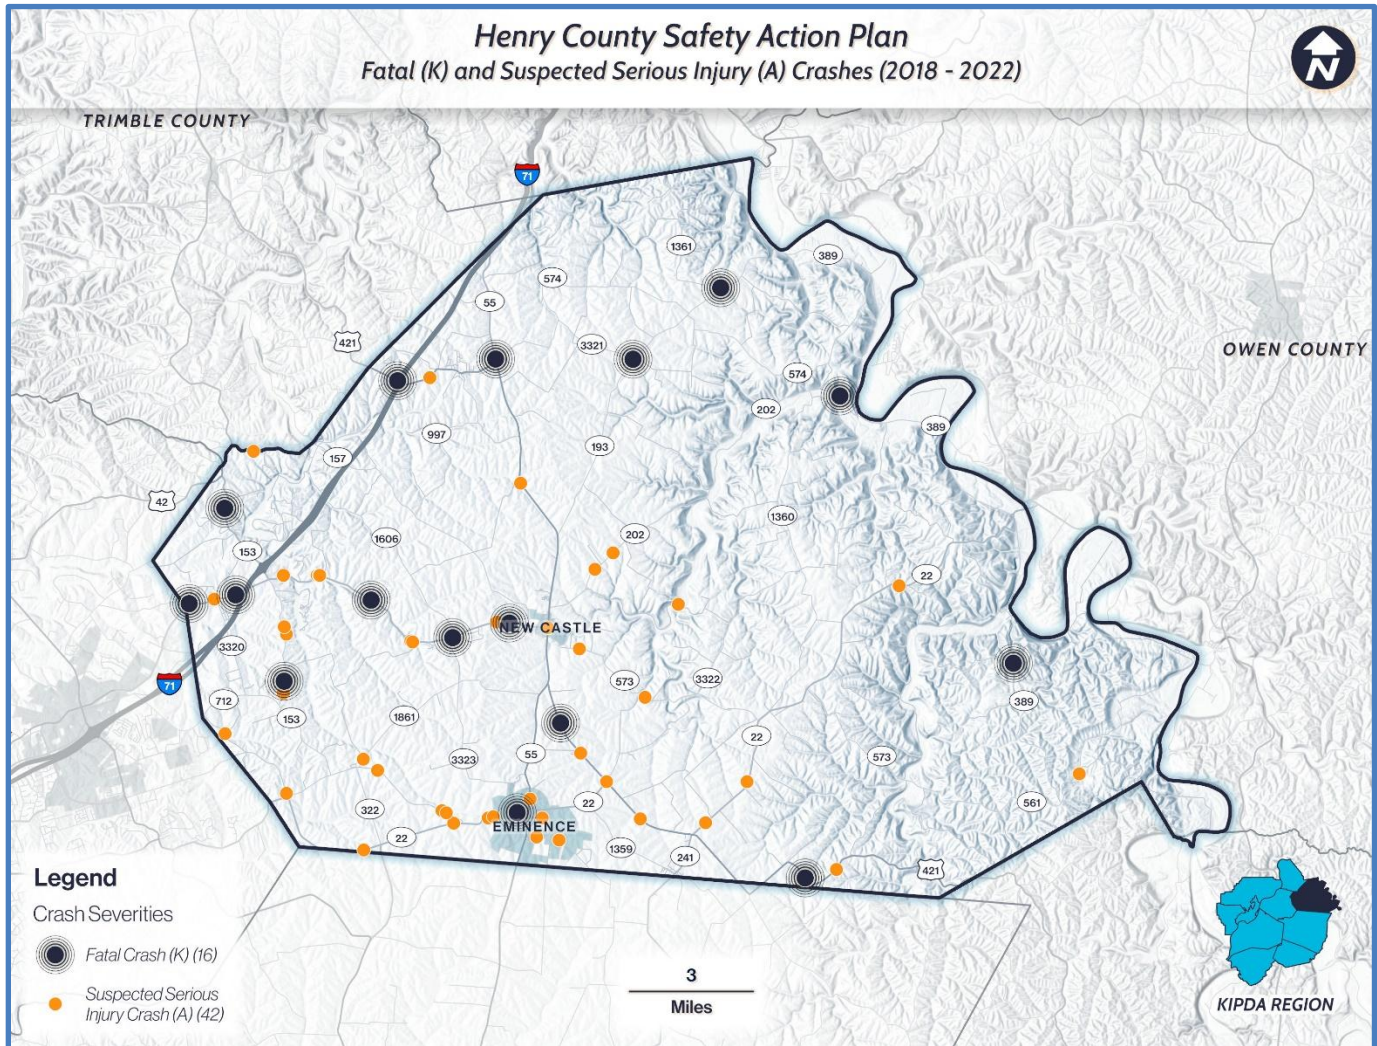 Henry County Safety Action Plan
Fatal (K) and Suspected Serious Injury (A) Crashes (2018 - 2022)
N
TRIMBLE COUNTY
71
1361
389
574
55
421
3321
OWEN COUNTY
574
202
389
997
193
157
42
1360
202
1606
153
22
NEW CASTLE
3320
573
3322
71
389
712
153
1861
22
55
573
3323
22
561
322
EMINENCE
22
1359
241
421
Legend
Crash Severities
Fatal Crash (K) (16)
Suspected Serious
Injury Crash (A) (42)
3
Miles
KIPDA REGION